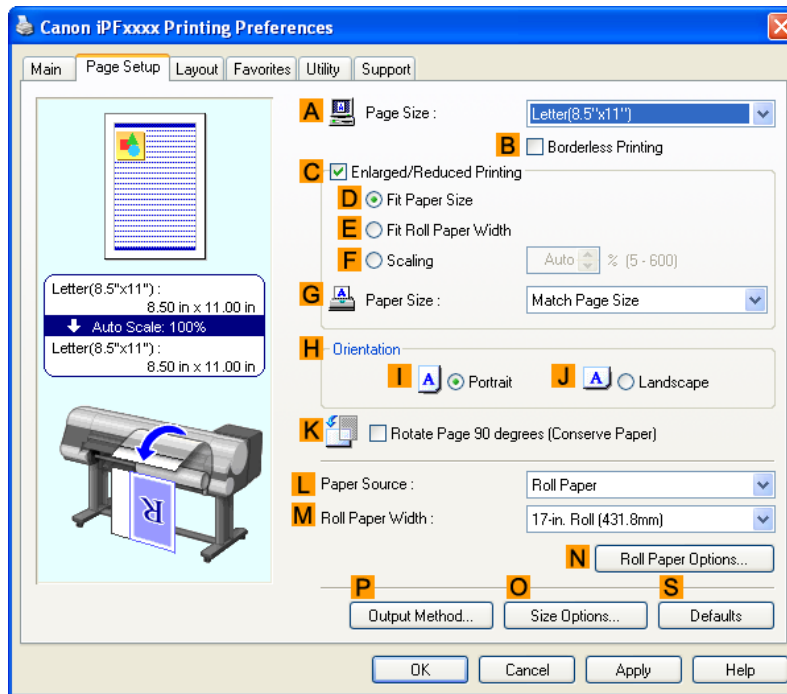 Canon iPFxxxx Printing Preferences
Main Page Setup Layout Favorites Utility Support
A Page Size : Letter(8.5"x11")
B Borderless Printing
C Enlarged/Reduced Printing
D Fit Paper Size
E Fit Roll Paper Width
F Scaling Auto % (5 - 600)
G Paper Size : Match Page Size
Letter(8.5"x11") :
8.50 in x 11.00 in
Auto Scale: 100%
Letter(8.5"x11") :
8.50 in x 11.00 in
H Orientation
I A Portrait J A Landscape
K Rotate Page 90 degrees (Conserve Paper)
R
L Paper Source : Roll Paper
M Roll Paper Width : 17-in. Roll (431.8mm)
N Roll Paper Options...
P O S
Output Method... Size Options... Defaults
OK Cancel Apply Help